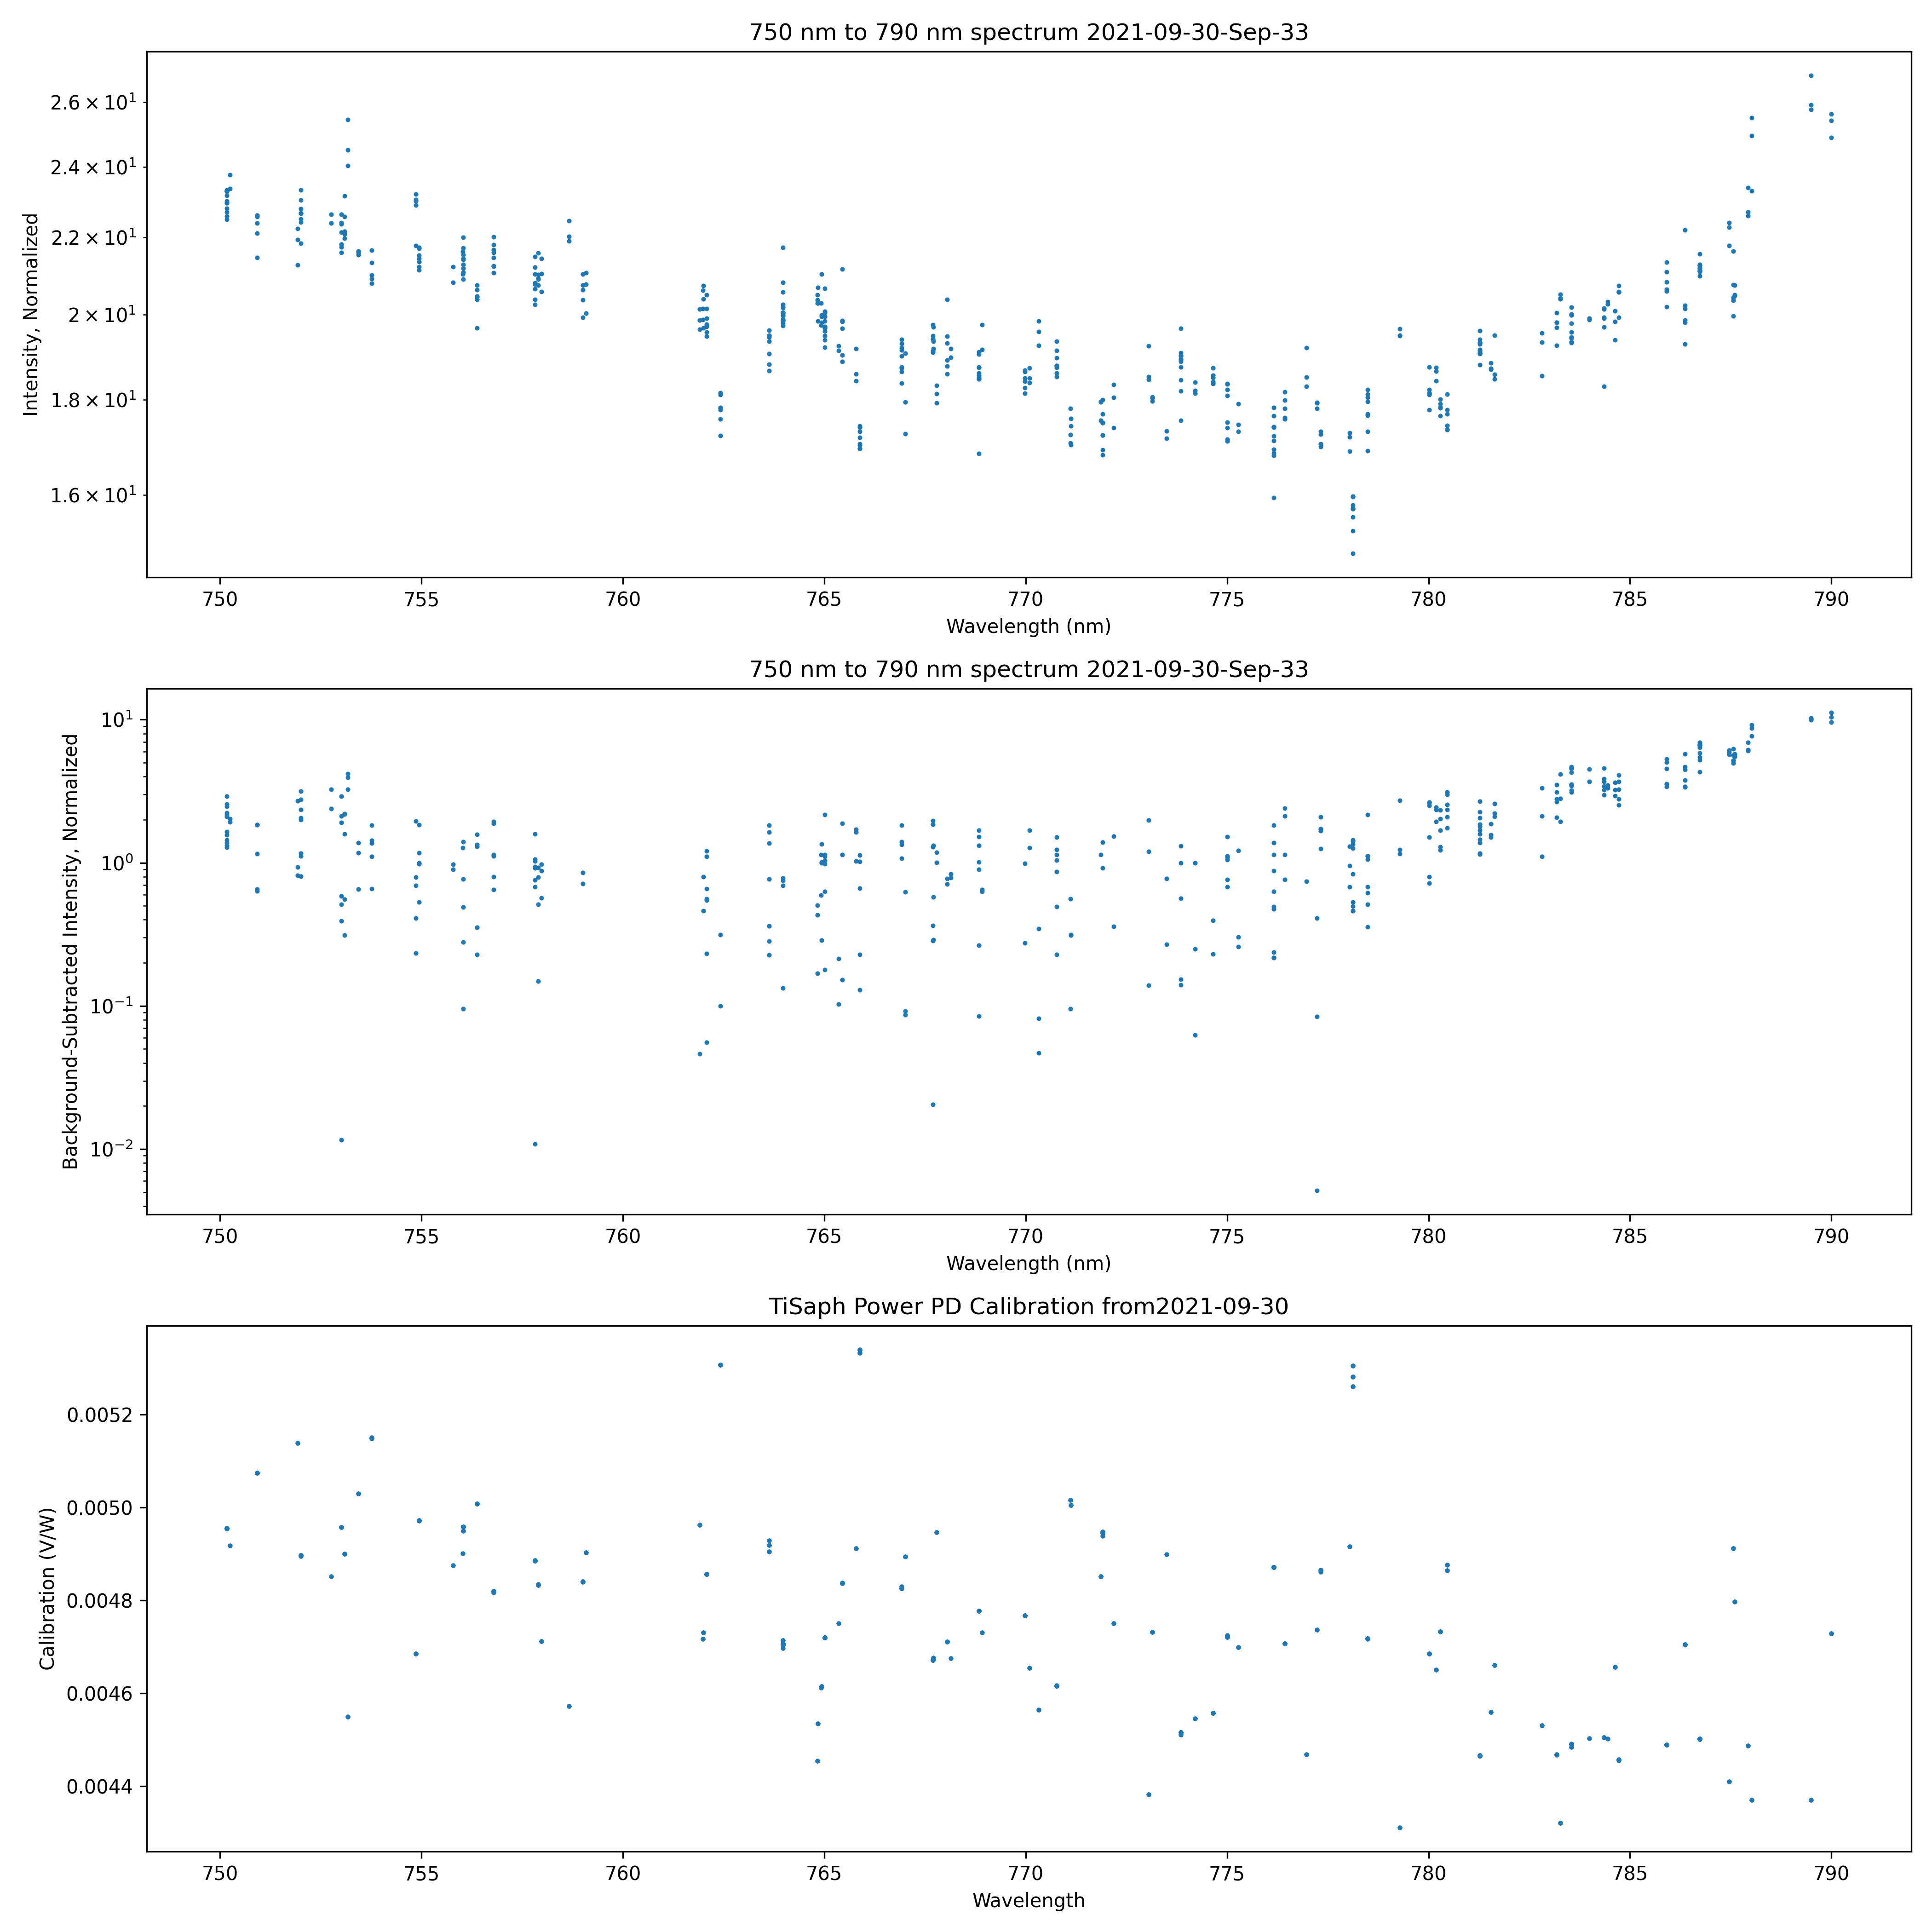 750 nm to 790 nm spectrum 2021-09-30-Sep-33
Intensity, Normalized
2.6 × 10¹
2.4 × 10¹
2.2 × 10¹
2 × 10¹
1.8 × 10¹
1.6 × 10¹
750 755 760 765 770 775 780 785 790
Wavelength (nm)
750 nm to 790 nm spectrum 2021-09-30-Sep-33
Background-Subtracted Intensity, Normalized
10¹
10⁰
10⁻¹
10⁻²
750 755 760 765 770 775 780 785 790
Wavelength (nm)
TiSaph Power PD Calibration from2021-09-30
Calibration (V/W)
0.0052
0.0050
0.0048
0.0046
0.0044
750 755 760 765 770 775 780 785 790
Wavelength